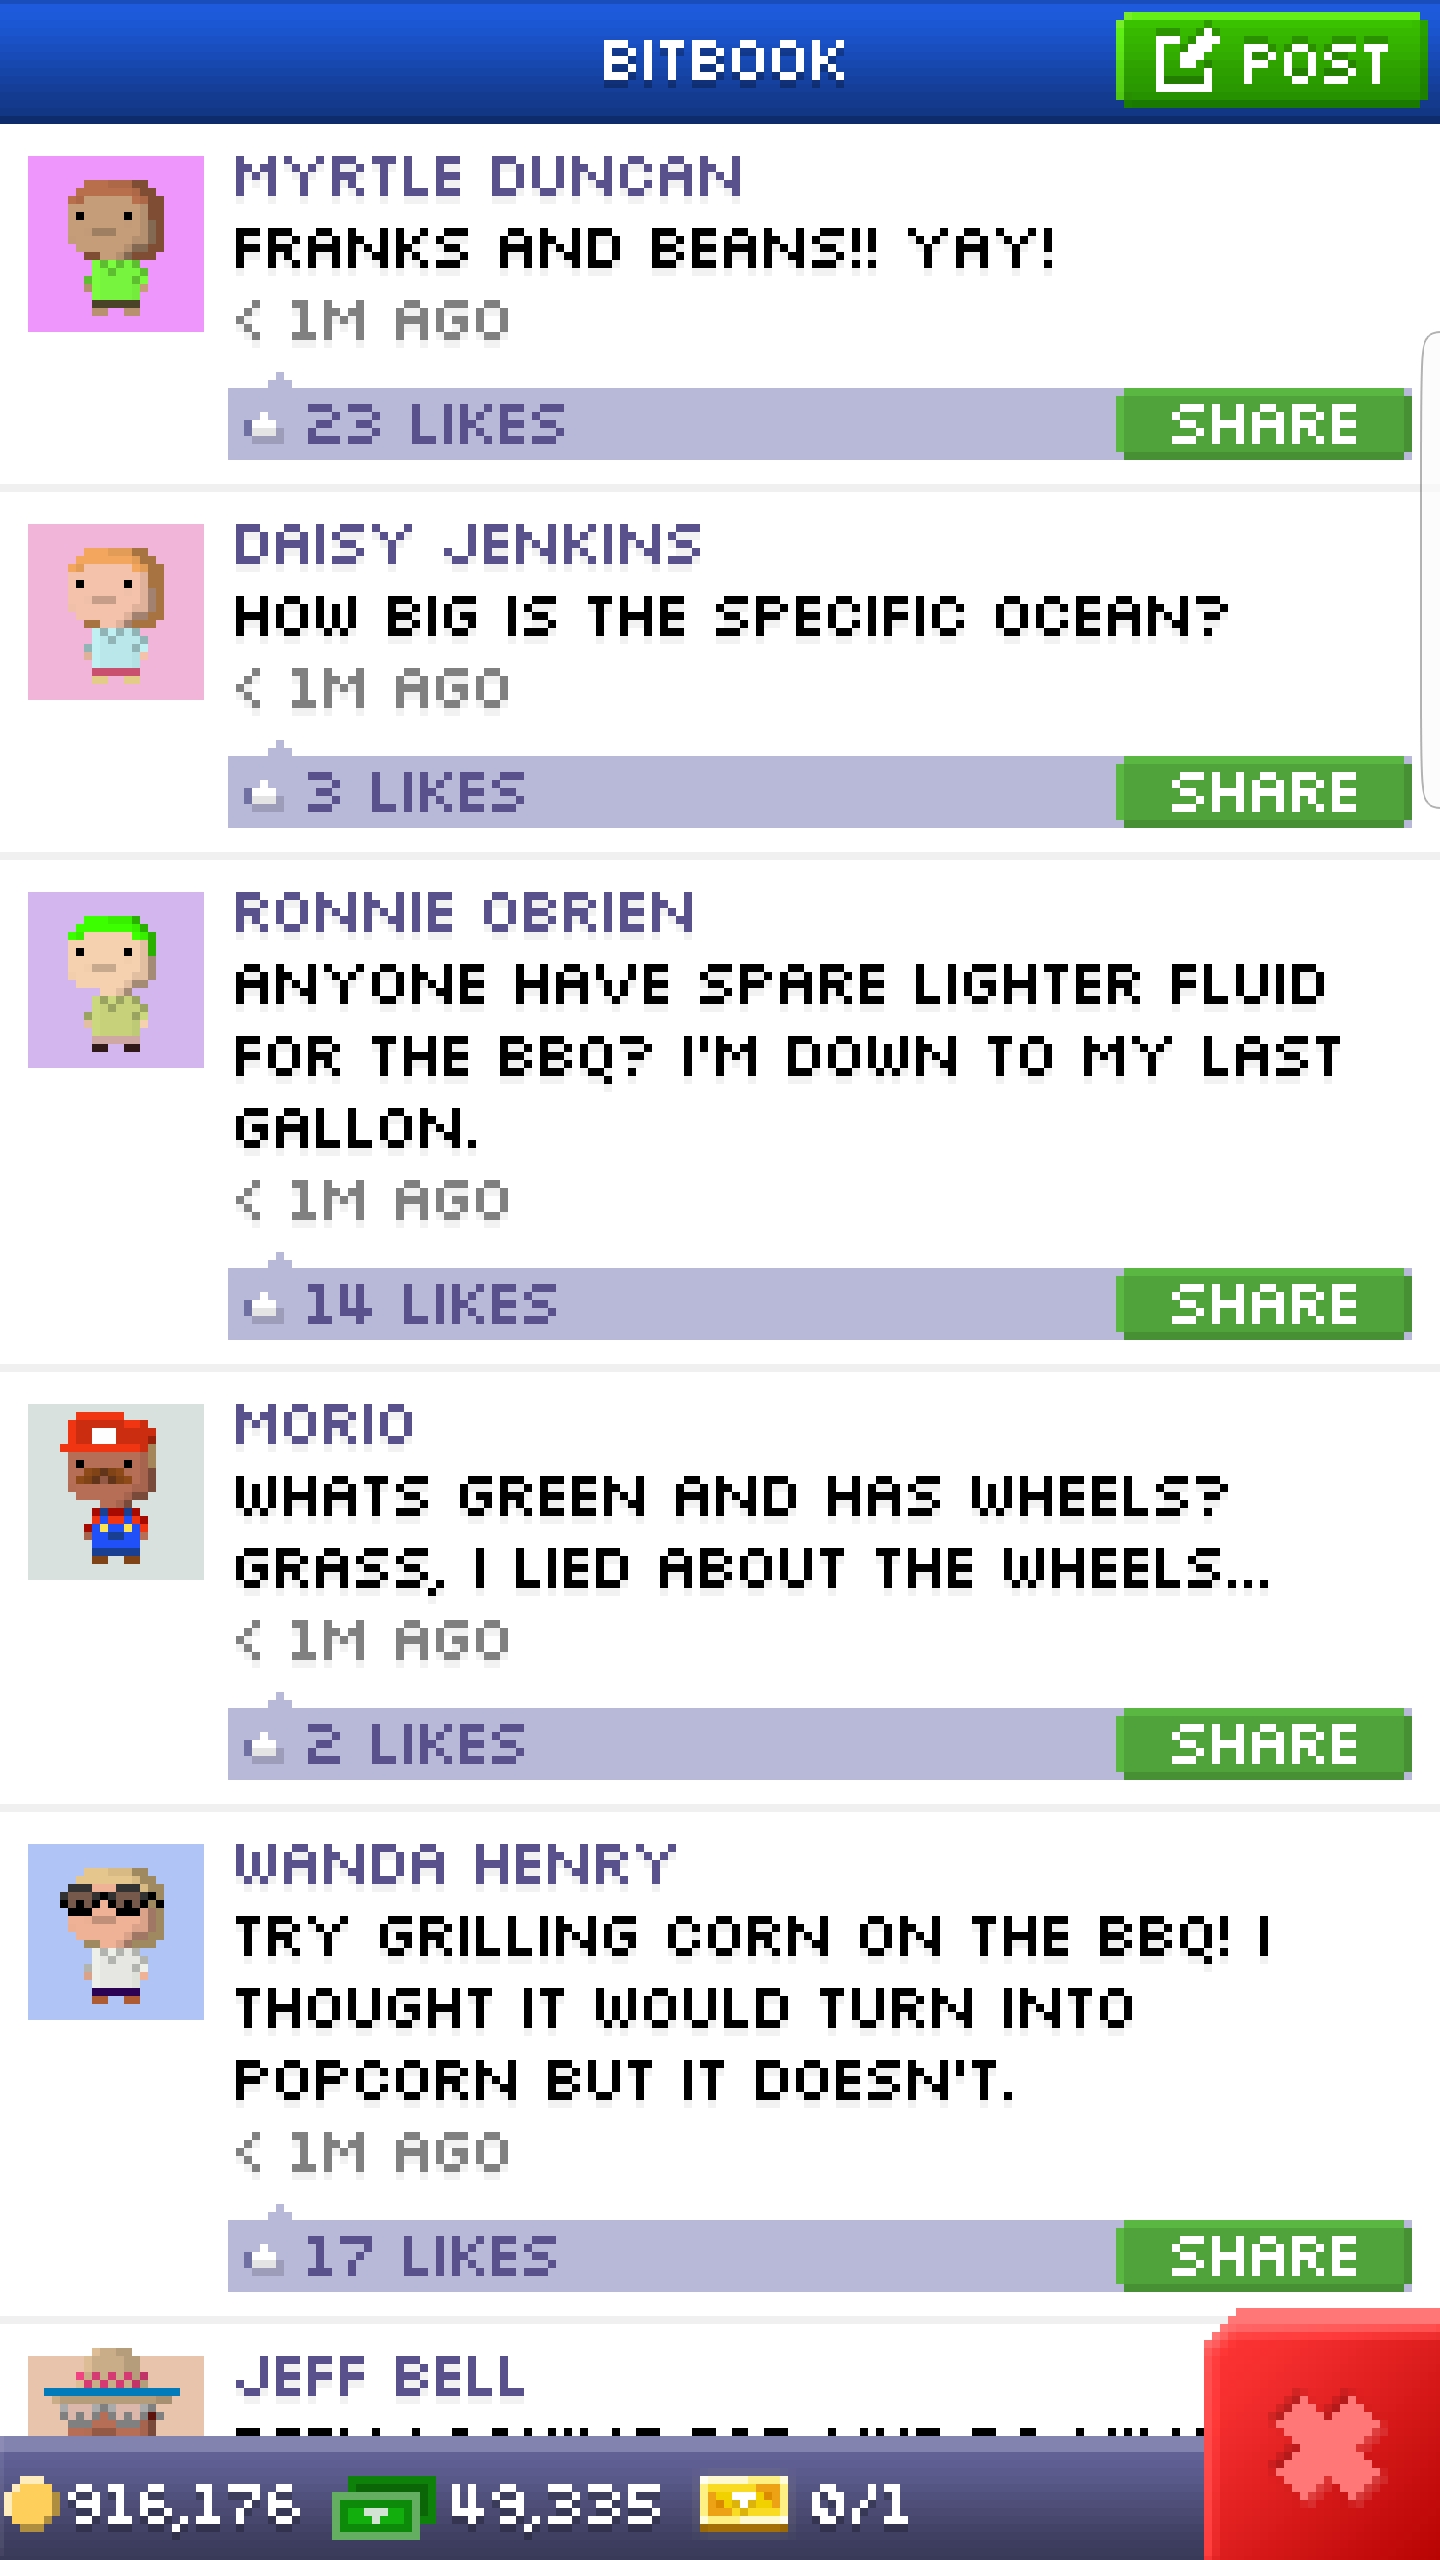 BITBOOK
POST
MYRTLE DUNCAN
FRANKS AND BEANS!! YAY!
< 1M AGO
23 LIKES
SHARE
DAISY JENKINS
HOW BIG IS THE SPECIFIC OCEAN?
< 1M AGO
3 LIKES
SHARE
RONNIE OBRIEN
ANYONE HAVE SPARE LIGHTER FLUID
FOR THE BBQ? I'M DOWN TO MY LAST
GALLON.
< 1M AGO
14 LIKES
SHARE
MORIO
WHATS GREEN AND HAS WHEELS?
GRASS, I LIED ABOUT THE WHEELS...
< 1M AGO
2 LIKES
SHARE
WANDA HENRY
TRY GRILLING CORN ON THE BBQ! I
THOUGHT IT WOULD TURN INTO
POPCORN BUT IT DOESN'T.
< 1M AGO
17 LIKES
SHARE
JEFF BELL
916,176
49,335
0/1